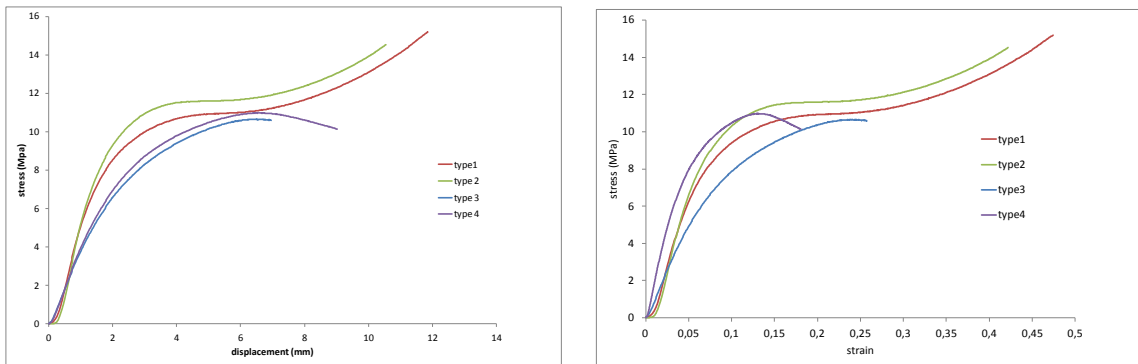 16
14
12
10
8
6
4
2
0
stress (Mpa)
0 2 4 6 8 10 12 14
displacement (mm)
type1
type 2
type 3
type 4
16
14
12
10
8
6
4
2
0
stress (MPa)
0 0,05 0,1 0,15 0,2 0,25 0,3 0,35 0,4 0,45 0,5
strain
type1
type2
type3
type4